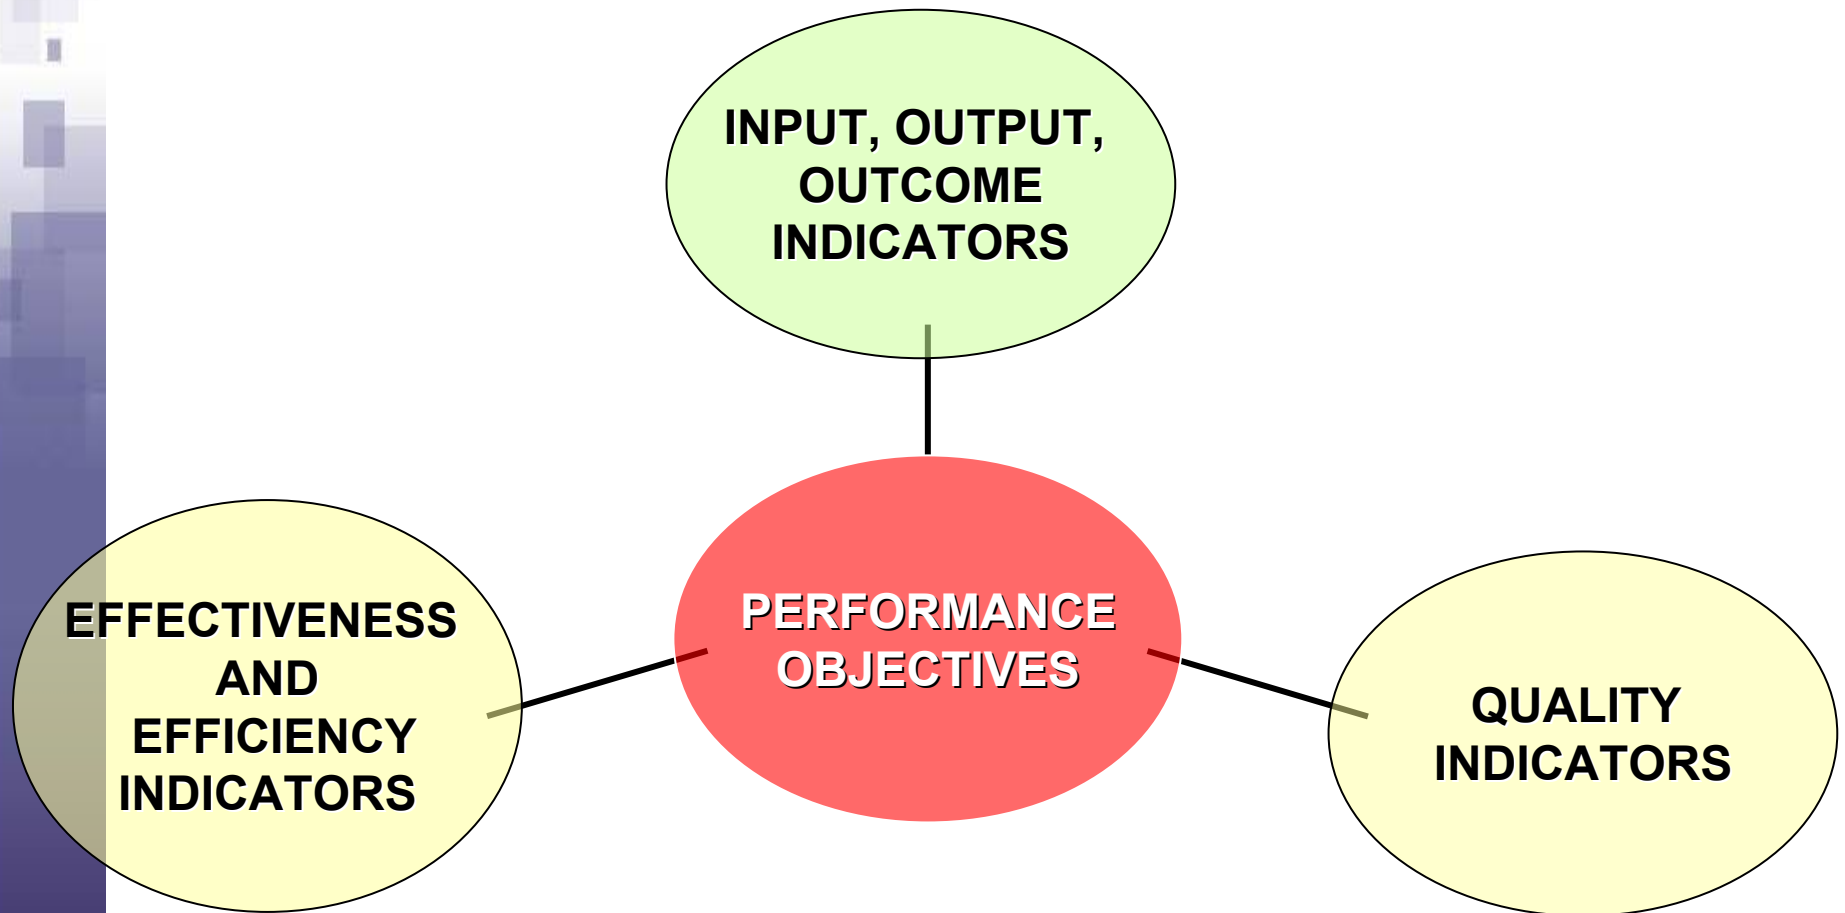 INPUT, OUTPUT,
OUTCOME
INDICATORS
PERFORMANCE
OBJECTIVES
EFFECTIVENESS
AND
EFFICIENCY
INDICATORS
QUALITY
INDICATORS